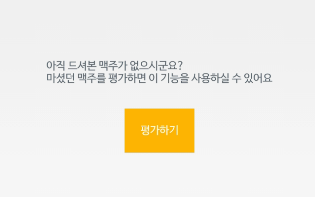 아직 드셔본 맥주가 없으시군요?
마셨던 맥주를 평가하면 이 기능을 사용하실 수 있어요
평가하기